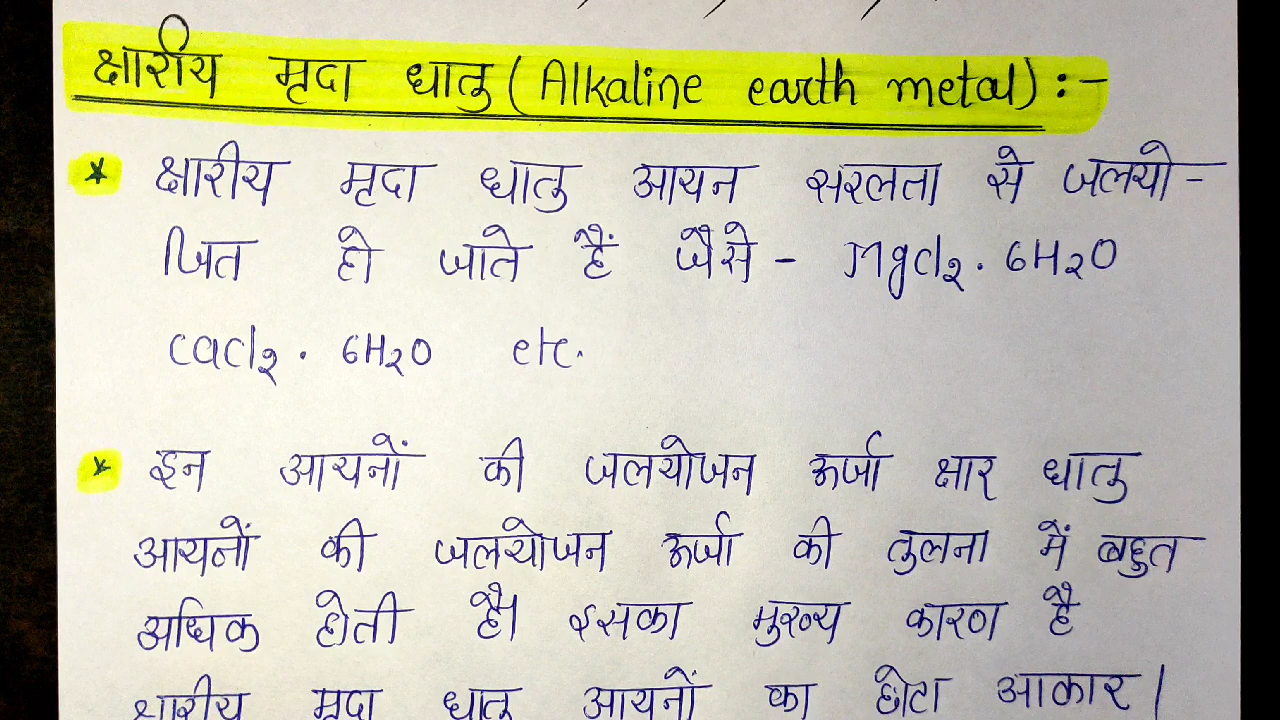 क्षारीय मृदा धातु (Alkaline earth metal) :-
* क्षारीय मृदा धातु आयन सरलता से जलयो-
जित हो जाते हैं जैसे - Mgcl2. 6H2O
cacl2. 6H2O etc.
* इन आयनों की जलयोजन ऊर्जा क्षार धातु
आयनों की जलयोजन ऊर्जा की तुलना में बहुत
अधिक होती है। इसका मुख्य कारण है
क्षारीय मृदा धातु आयनों का छोटा आकार।